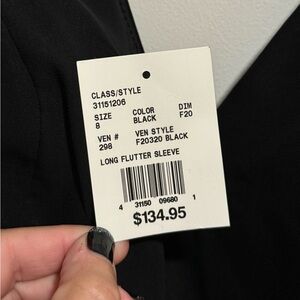 CLASS/STYLE
31151206
SIZE COLOR DIM
8 BLACK F20
VEN # VEN STYLE
298 F20320 BLACK
LONG FLUTTER SLEEVE
4 31150 09680 1
$134.95